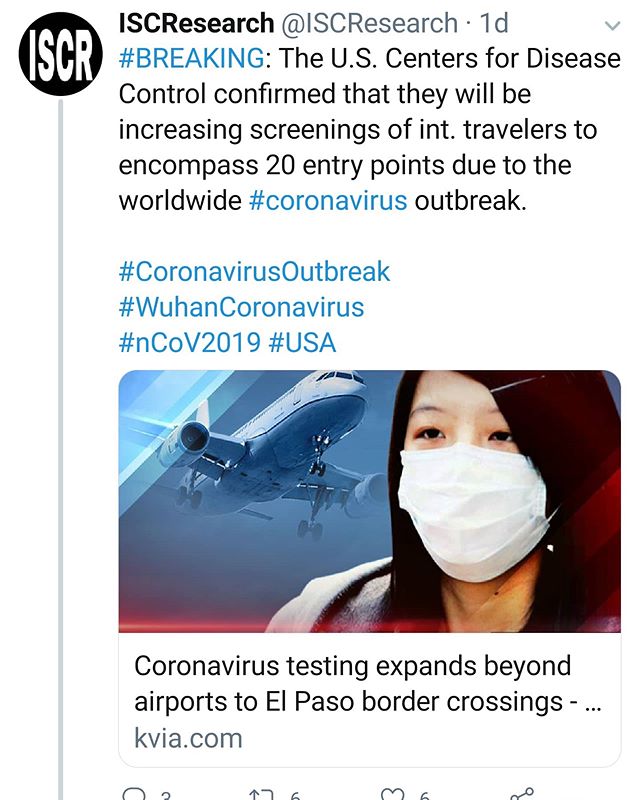 ISCR
ISCResearch @ISCResearch · 1d
#BREAKING: The U.S. Centers for Disease
Control confirmed that they will be
increasing screenings of int. travelers to
encompass 20 entry points due to the
worldwide #coronavirus outbreak.
#CoronavirusOutbreak
#WuhanCoronavirus
#nCoV2019 #USA
Coronavirus testing expands beyond
airports to El Paso border crossings - ...
kvia.com
3 6 6